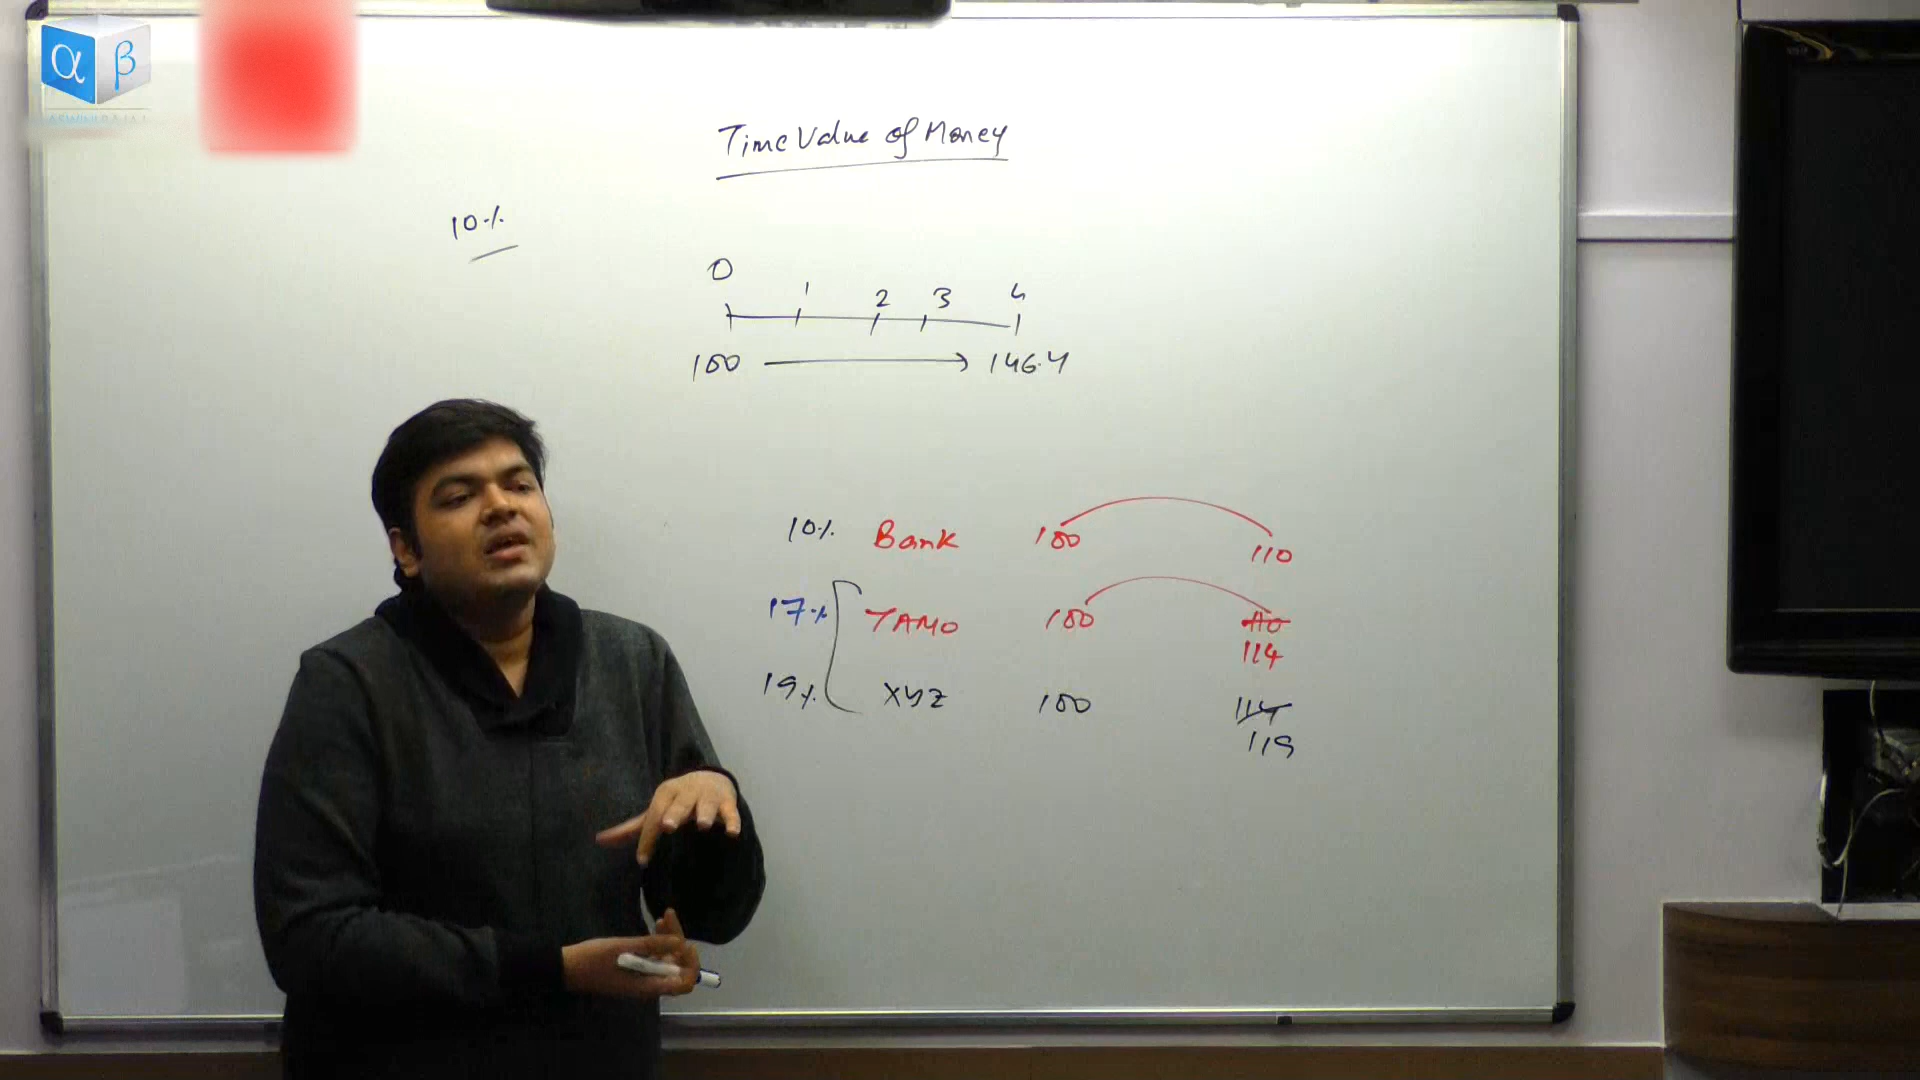 α β
Time Value of Money
10%
0 1 2 3 4
100 → 146.4
10% Bank 100 110
17% TAMO 100 110
114
19% XYZ 100 114
119